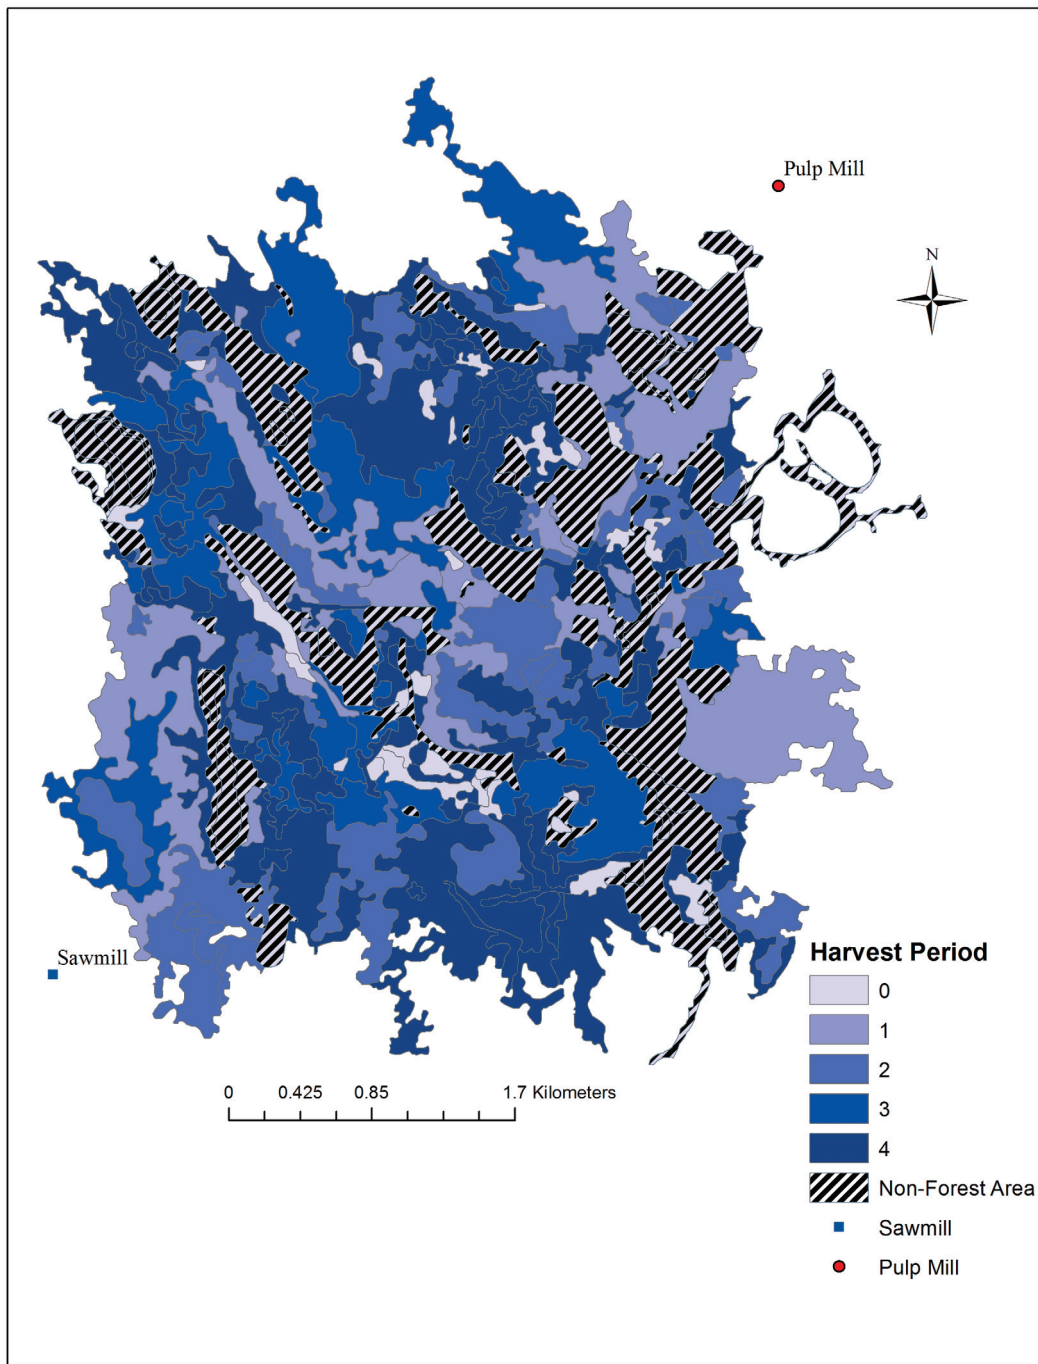 Pulp Mill
N
Sawmill
Harvest Period
0
1
2
3
4
Non-Forest Area
Sawmill
Pulp Mill
0 0.425 0.85 1.7 Kilometers